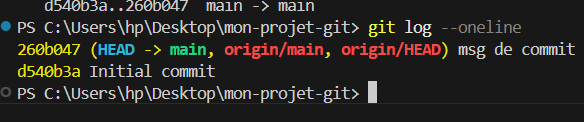 d540b3a..260b047  main -> main
PS C:\Users\hp\Desktop\mon-projet-git> git log --oneline
260b047 (HEAD -> main, origin/main, origin/HEAD) msg de commit
d540b3a Initial commit
PS C:\Users\hp\Desktop\mon-projet-git>